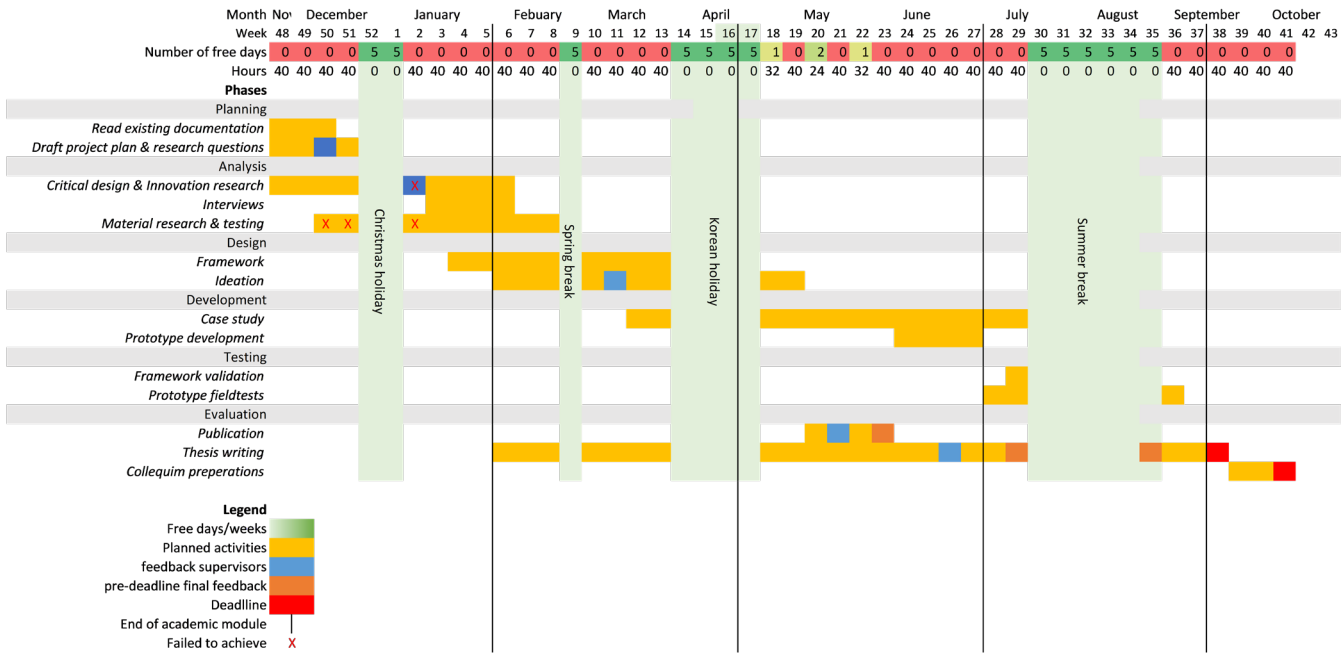 Month Nov December January Febuary March April May June July August September October
Week 48 49 50 51 52 1 2 3 4 5 6 7 8 9 10 11 12 13 14 15 16 17 18 19 20 21 22 23 24 25 26 27 28 29 30 31 32 33 34 35 36 37 38 39 40 41 42 43
Number of free days 0 0 0 0 5 5 0 0 0 0 0 0 0 5 0 0 0 0 5 5 5 5 1 0 2 0 1 0 0 0 0 0 0 0 5 5 5 5 5 5 0 0 0 0 0 0
Hours 40 40 40 40 0 0 40 40 40 40 40 40 40 0 40 40 40 40 0 0 0 0 32 40 24 40 32 40 40 40 40 40 40 40 0 0 0 0 0 0 40 40 40 40 40 40
Phases
Planning
Read existing documentation
Draft project plan & research questions
Analysis
Critical design & Innovation research X
Interviews
Material research & testing X X X
Christmas holiday
Spring break
Korean holiday
Summer break
Design
Framework
Ideation
Development
Case study
Prototype development
Testing
Framework validation
Prototype fieldtests
Evaluation
Publication
Thesis writing
Collequim preperations
Legend
Free days/weeks
Planned activities
feedback supervisors
pre-deadline final feedback
Deadlline
End of academic module
Failed to achieve X